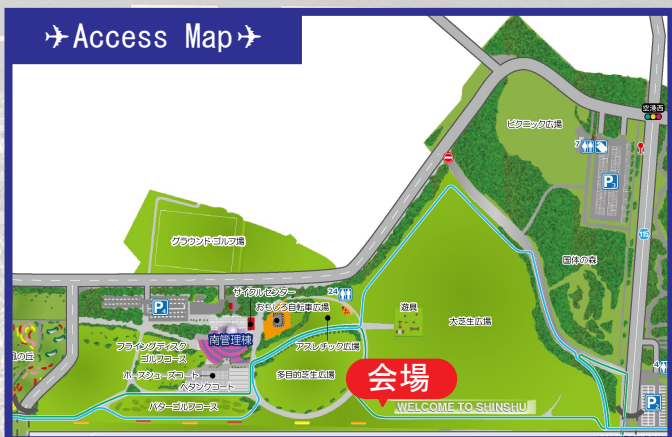 ✈Access Map✈
空港西
ピクニック広場
7
P3
グラウンド・ゴルフ場
国体の森
サイクルセンター
24
おもしろ自転車広場
遊具
大芝生広場
P4
南管理棟
フライングディスク
ゴルフコース
アスレチック広場
ホースシューズコート
ペタンクコート
多目的芝生広場
会場
パターゴルフコース
WELCOME TO SHINSHU
4
P